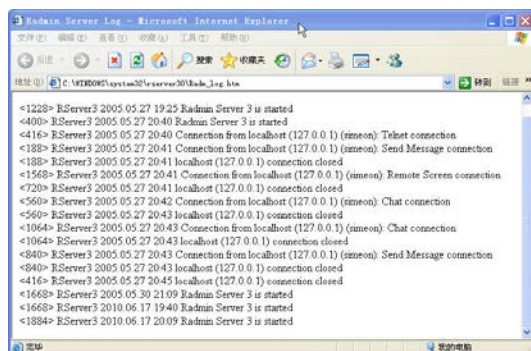 Radmin Server Log - Microsoft Internet Explorer
文件(F) 编辑(E) 查看(V) 收藏(A) 工具(T) 帮助(H)
后退 搜索 收藏夹
地址(D) C:\WINDOWS\system32\rserver30\Radm_log.htm 转到 链接 »
<1228> RServer3 2005.05.27 19:25 Radmin Server 3 is started
<400> RServer3 2005.05.27 20:40 Radmin Server 3 is started
<416> RServer3 2005.05.27 20:40 Connection from localhost (127.0.0.1) (simeon): Telnet connection
<188> RServer3 2005.05.27 20:41 Connection from localhost (127.0.0.1) (simeon): Send Message connection
<188> RServer3 2005.05.27 20:41 localhost (127.0.0.1) connection closed
<1568> RServer3 2005.05.27 20:41 Connection from localhost (127.0.0.1) (simeon): Remote Screen connection
<720> RServer3 2005.05.27 20:41 localhost (127.0.0.1) connection closed
<560> RServer3 2005.05.27 20:42 Connection from localhost (127.0.0.1) (simeon): Chat connection
<560> RServer3 2005.05.27 20:43 localhost (127.0.0.1) connection closed
<1064> RServer3 2005.05.27 20:43 Connection from localhost (127.0.0.1) (simeon): Chat connection
<1064> RServer3 2005.05.27 20:43 localhost (127.0.0.1) connection closed
<840> RServer3 2005.05.27 20:43 Connection from localhost (127.0.0.1) (simeon): Send Message connection
<840> RServer3 2005.05.27 20:43 localhost (127.0.0.1) connection closed
<416> RServer3 2005.05.27 20:45 localhost (127.0.0.1) connection closed
<1668> RServer3 2005.05.30 21:09 Radmin Server 3 is started
<1668> RServer3 2010.06.17 19:40 Radmin Server 3 is started
<1884> RServer3 2010.06.17 20:09 Radmin Server 3 is started
完毕 我的电脑